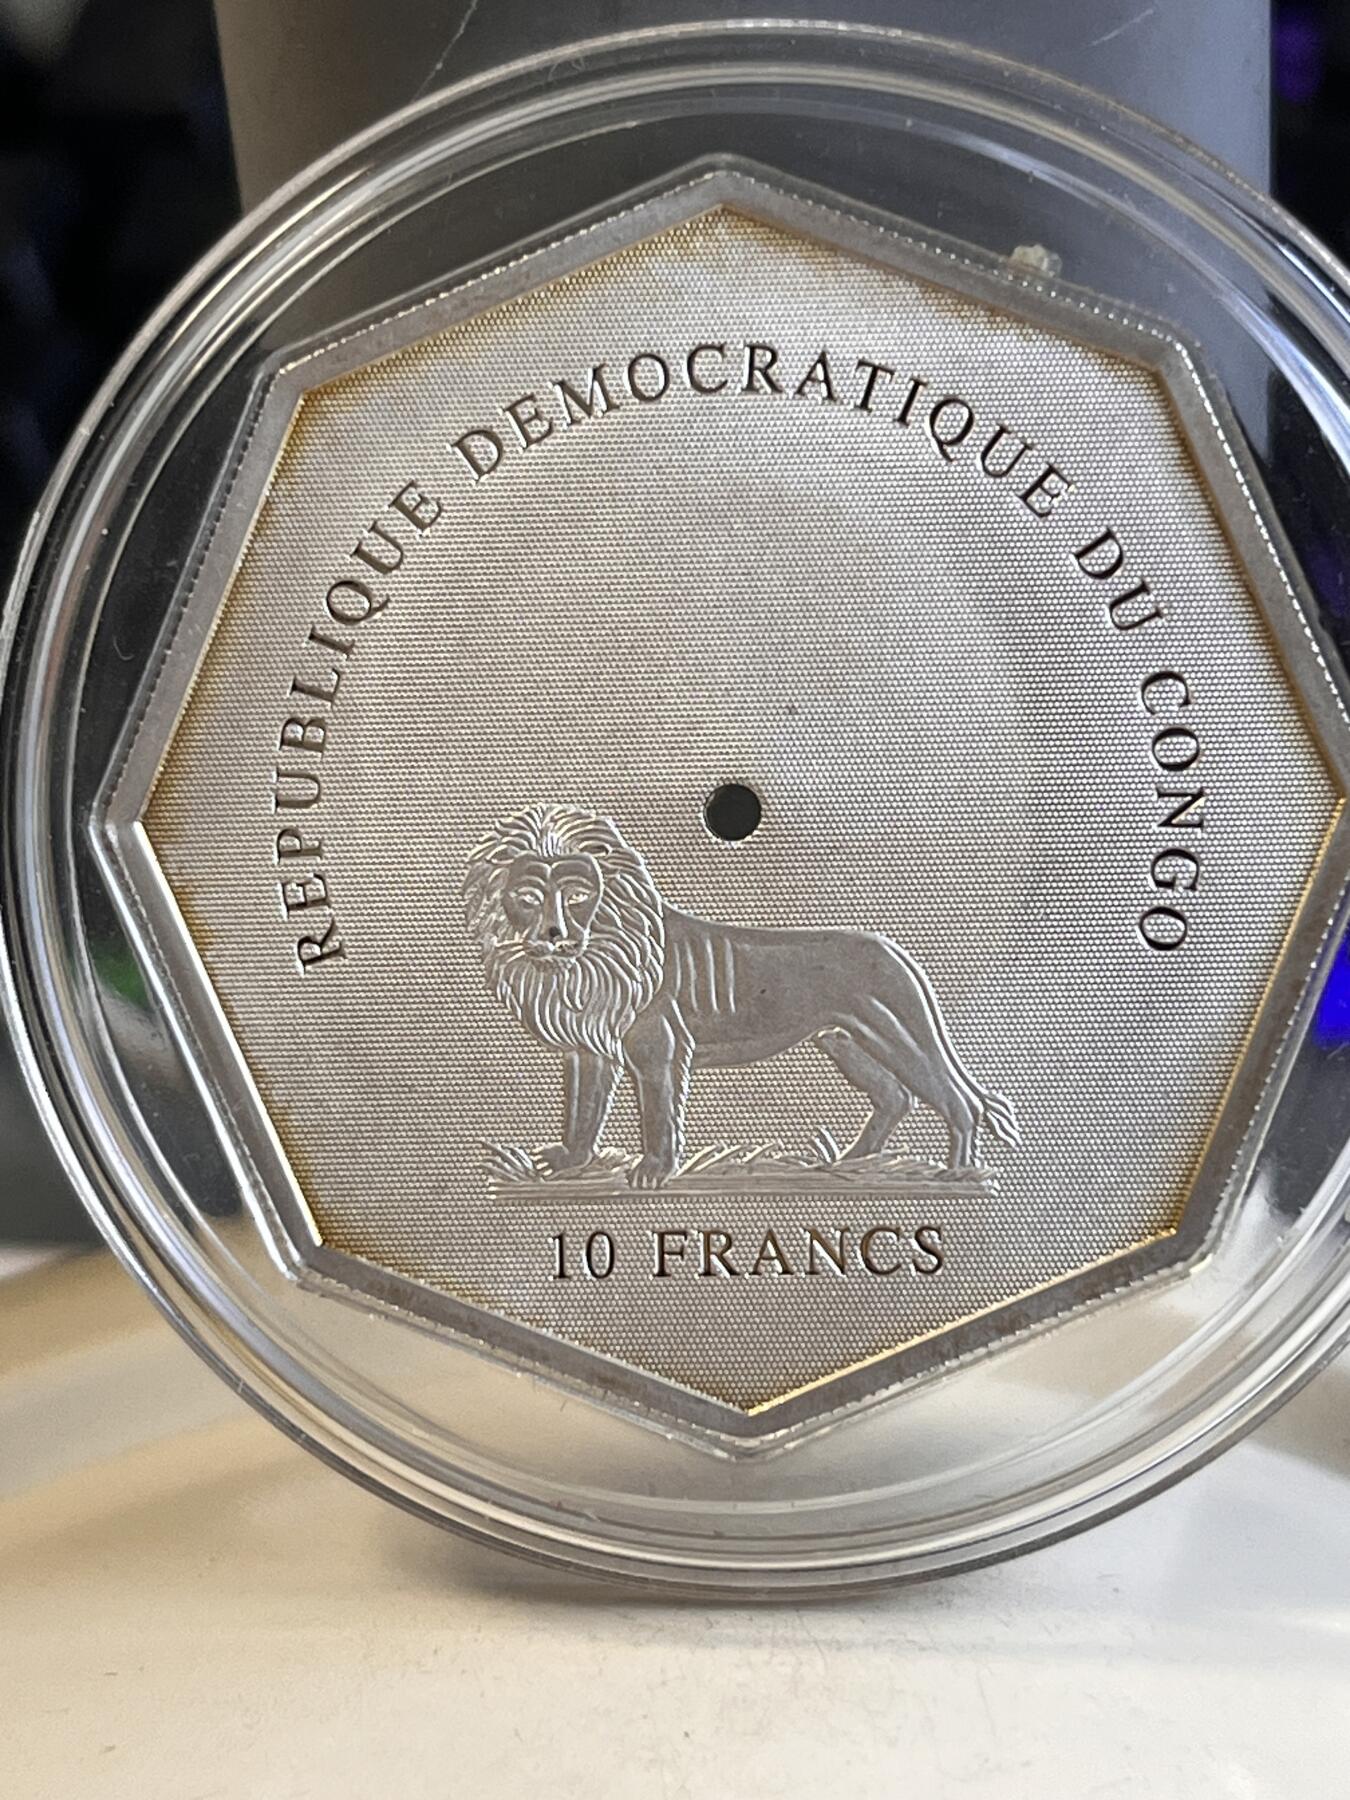 REPUBLIQUE DEMOCRATIQUE DU CONGO
10 FRANCS